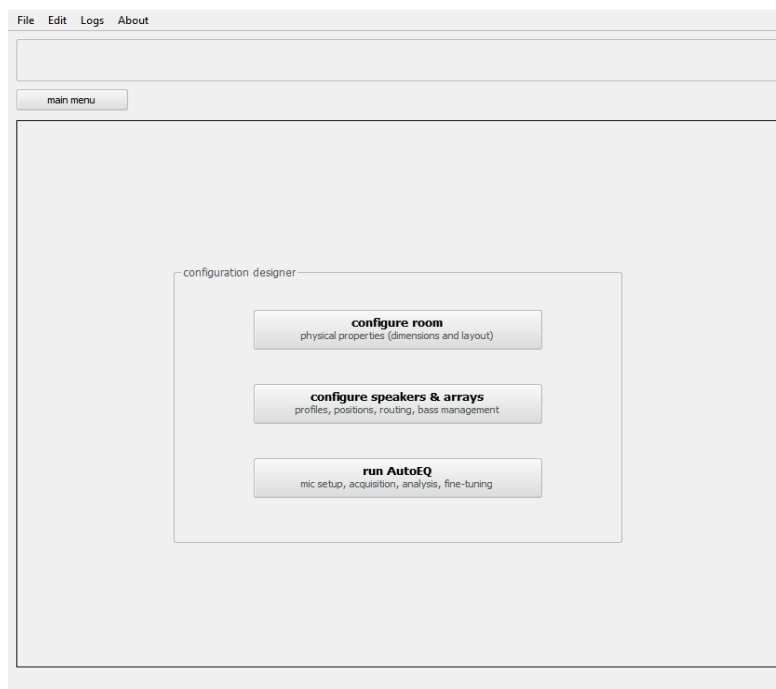 File Edit Logs About
main menu
configuration designer
configure room
physical properties (dimensions and layout)
configure speakers & arrays
profiles, positions, routing, bass management
run AutoEQ
mic setup, acquisition, analysis, fine-tuning